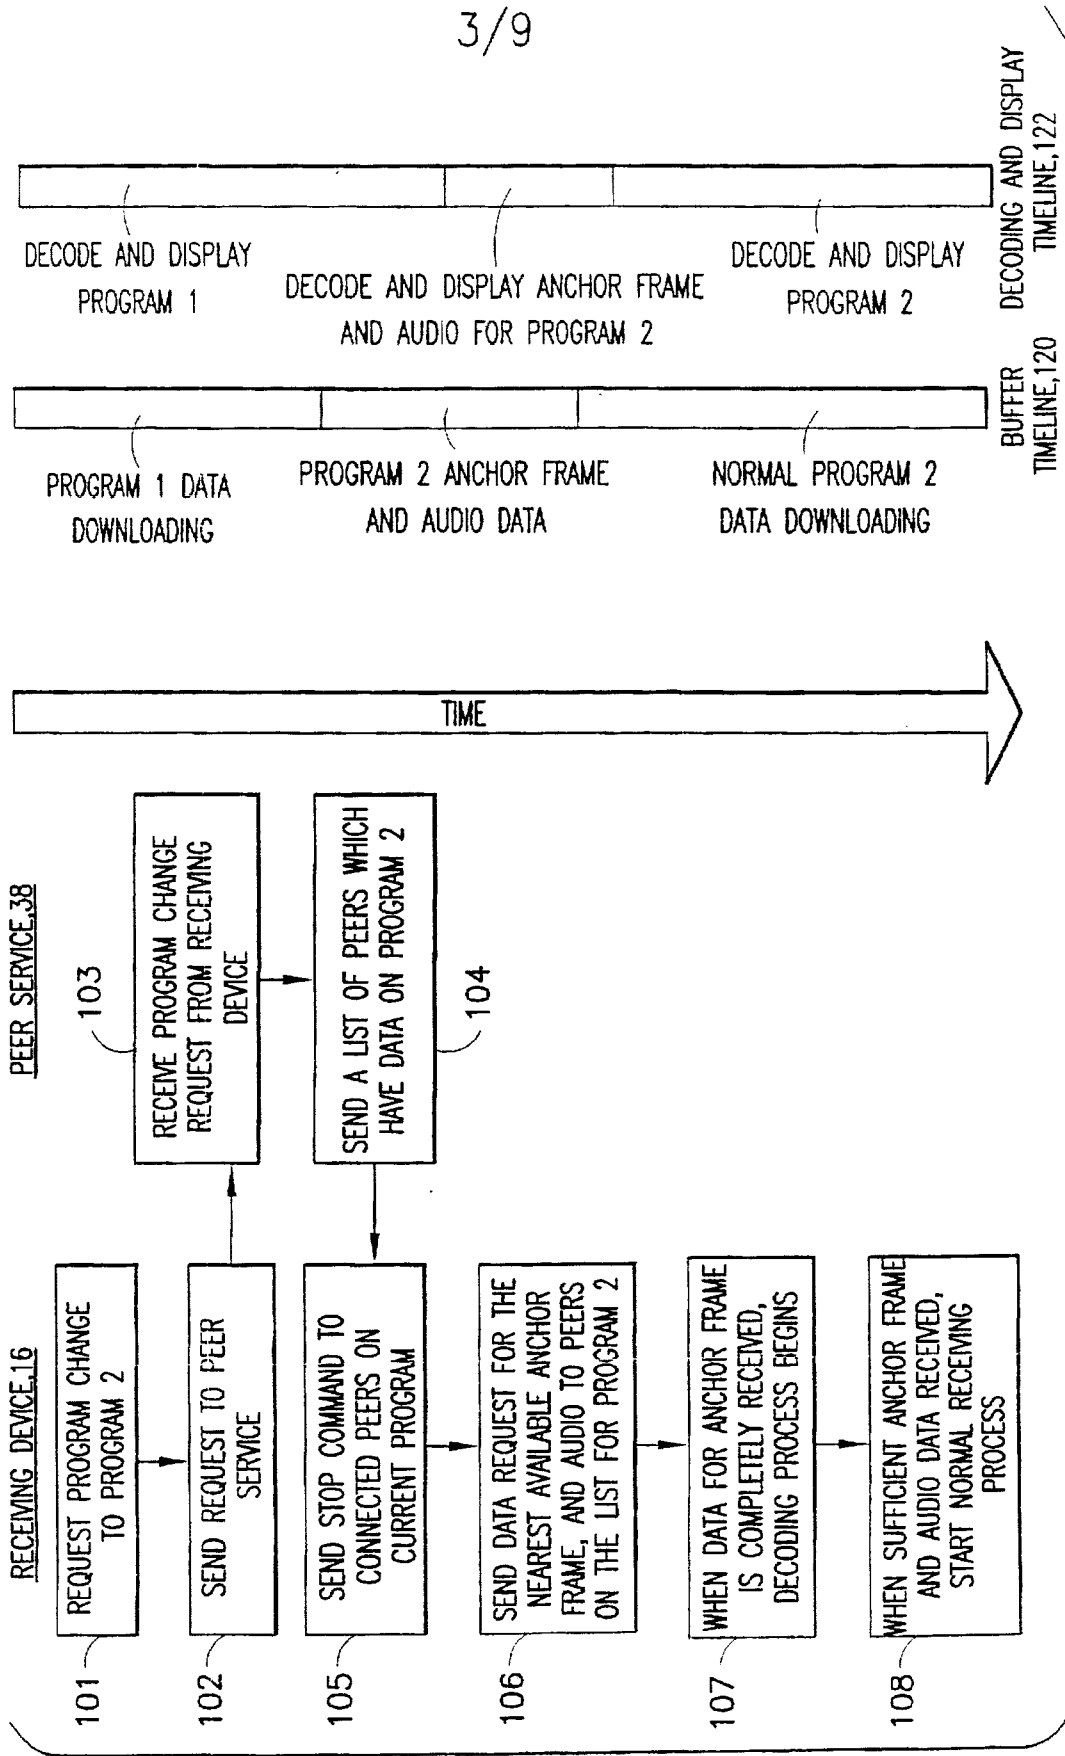 3/9
RECEIVING DEVICE,16
PEER SERVICE,38
101
REQUEST PROGRAM CHANGE
TO PROGRAM 2
102
SEND REQUEST TO PEER
SERVICE
103
RECEIVE PROGRAM CHANGE
REQUEST FROM RECEIVING
DEVICE
SEND A LIST OF PEERS WHICH
HAVE DATA ON PROGRAM 2
104
105
SEND STOP COMMAND TO
CONNECTED PEERS ON
CURRENT PROGRAM
106
SEND DATA REQUEST FOR THE
NEAREST AVAILABLE ANCHOR
FRAME, AND AUDIO TO PEERS
ON THE LIST FOR PROGRAM 2
107
WHEN DATA FOR ANCHOR FRAME
IS COMPLETELY RECEIVED,
DECODING PROCESS BEGINS
108
WHEN SUFFICIENT ANCHOR FRAME
AND AUDIO DATA RECEIVED,
START NORMAL RECEIVING
PROCESS
TIME
PROGRAM 1 DATA
DOWNLOADING
PROGRAM 2 ANCHOR FRAME
AND AUDIO DATA
NORMAL PROGRAM 2
DATA DOWNLOADING
BUFFER
TIMELINE,120
DECODE AND DISPLAY
PROGRAM 1
DECODE AND DISPLAY ANCHOR FRAME
AND AUDIO FOR PROGRAM 2
DECODE AND DISPLAY
PROGRAM 2
DECODING AND DISPLAY
TIMELINE,122